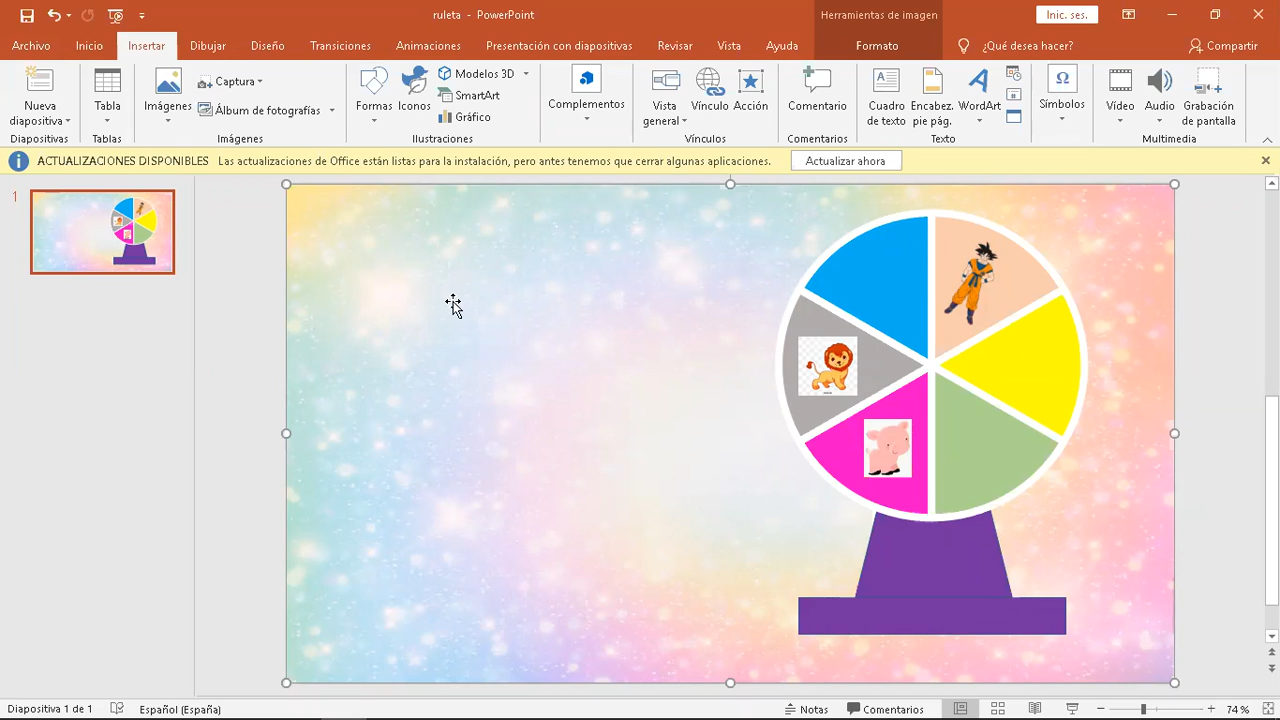 ruleta - PowerPoint
Herramientas de imagen
Inic. ses.
Archivo Inicio Insertar Dibujar Diseño Transiciones Animaciones Presentación con diapositivas Revisar Vista Ayuda Formato ¿Qué desea hacer? Compartir
Nueva diapositiva
Tabla
Imágenes
Captura
Álbum de fotografías
Formas
Iconos
Modelos 3D
SmartArt
Gráfico
Complementos
Vista general
Vínculo
Acción
Comentario
Cuadro de texto
Encabez. pie pág.
WordArt
Símbolos
Vídeo
Audio
Grabación de pantalla
Diapositivas Tablas Imágenes Ilustraciones Vínculos Comentarios Texto Multimedia
ACTUALIZACIONES DISPONIBLES Las actualizaciones de Office están listas para la instalación, pero antes tenemos que cerrar algunas aplicaciones. Actualizar ahora
1
Diapositiva 1 de 1 Español (España) Notas Comentarios 74 %